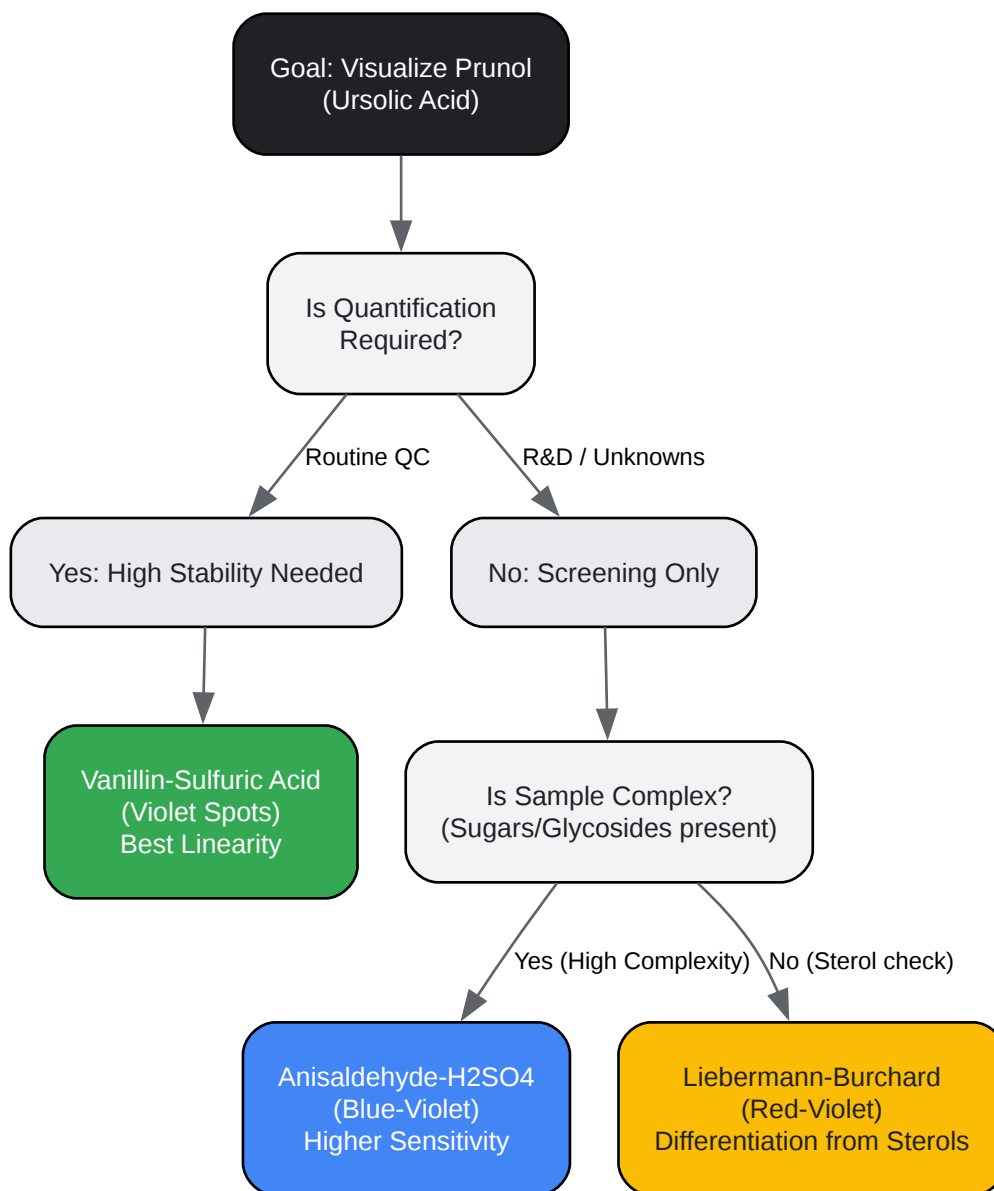 Goal: Visualize Prunol
(Ursolic Acid)
Is Quantification
Required?
Routine QC
R&D / Unknowns
Yes: High Stability Needed
No: Screening Only
Vanillin-Sulfuric Acid
(Violet Spots)
Best Linearity
Is Sample Complex?
(Sugars/Glycosides present)
Yes (High Complexity)
No (Sterol check)
Anisaldehyde-H2SO4
(Blue-Violet)
Higher Sensitivity
Liebermann-Burchard
(Red-Violet)
Differentiation from Sterols